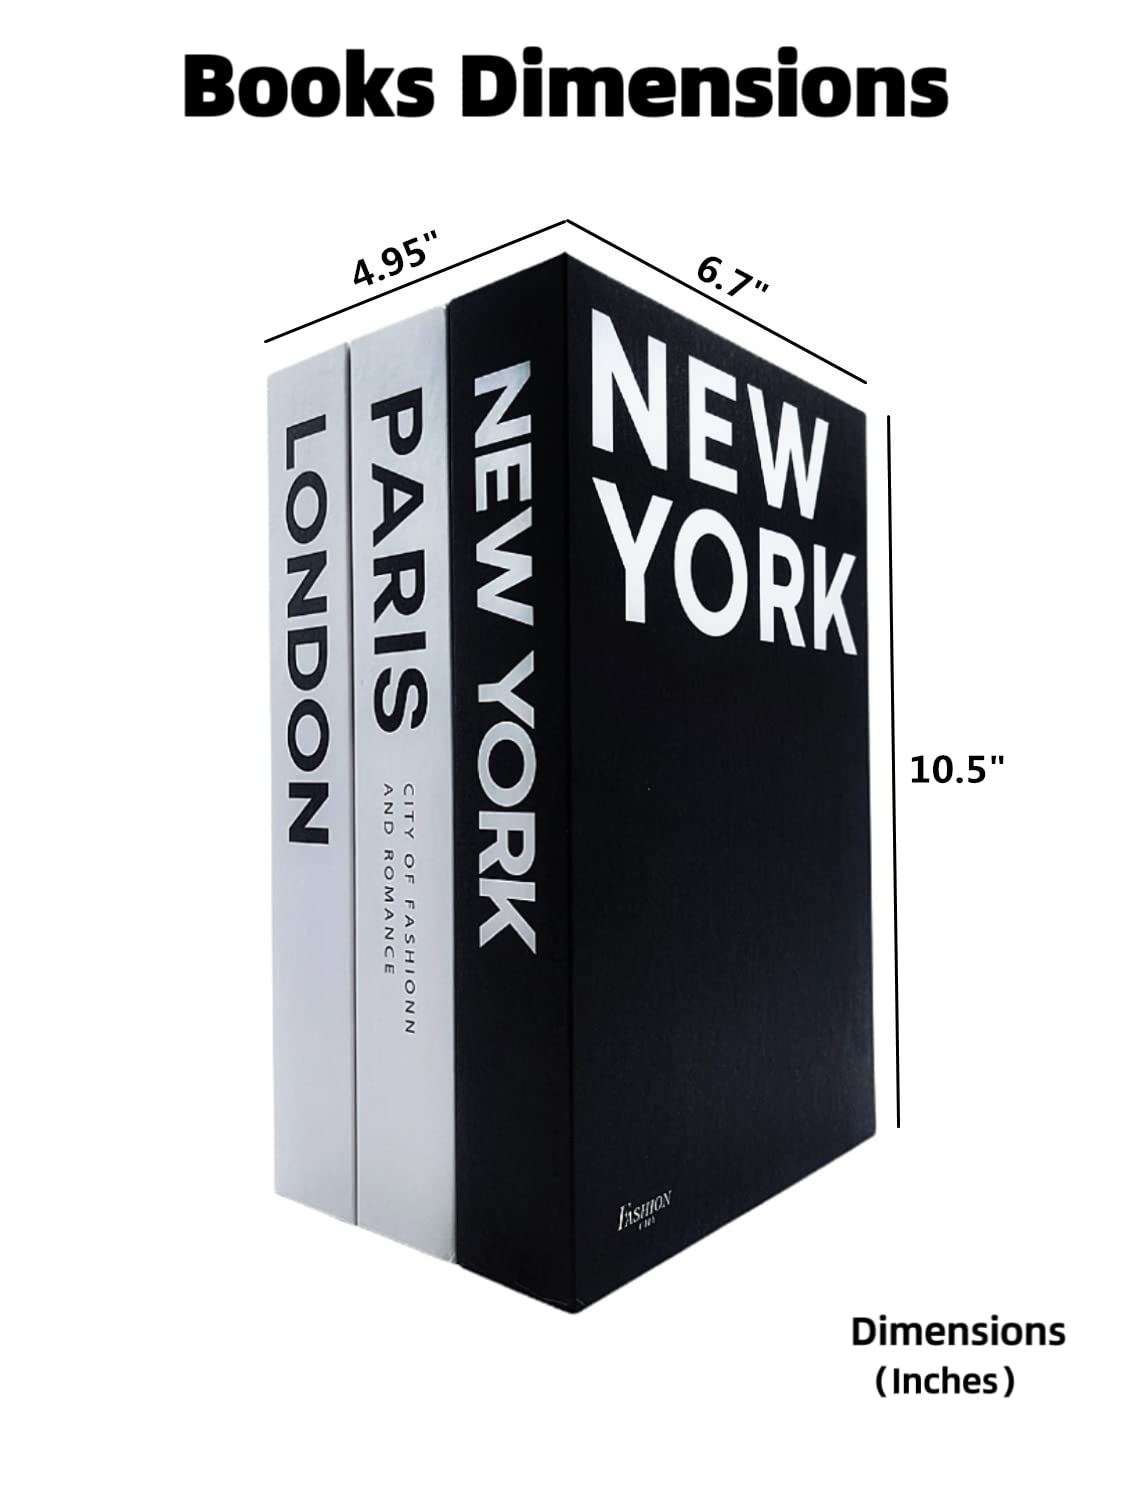 Books Dimensions
4.95"
6.7"
LONDON
PARIS
CITY OF FASHIONN
AND ROMANCE
NEW YORK
NEW
YORK
10.5"
FASHION
Dimensions
(Inches)